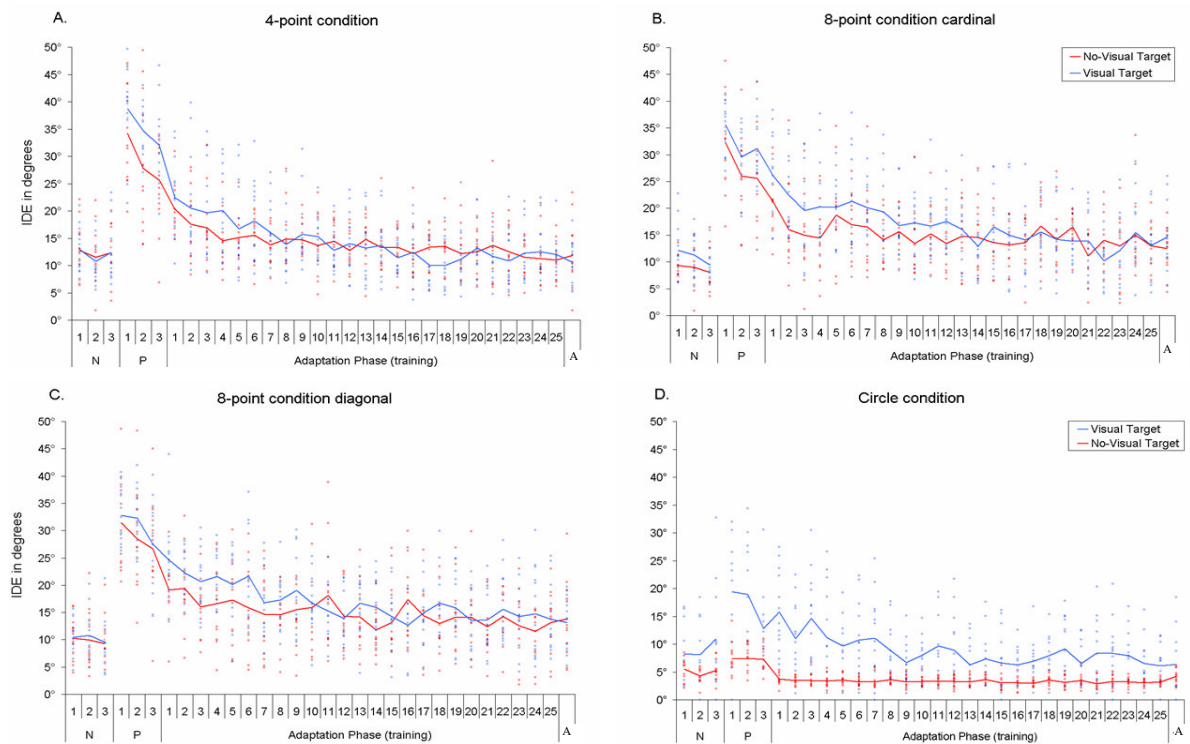 A.
4-point condition
IDE in degrees
50°
45°
40°
35°
30°
25°
20°
15°
10°
5°
0°
1 2 3 1 2 3 1 2 3 4 5 6 7 8 9 10 11 12 13 14 15 16 17 18 19 20 21 22 23 24 25 A
N P Adaptation Phase (training)
B.
8-point condition cardinal
No-Visual Target
Visual Target
50°
45°
40°
35°
30°
25°
20°
15°
10°
5°
0°
1 2 3 1 2 3 1 2 3 4 5 6 7 8 9 10 11 12 13 14 15 16 17 18 19 20 21 22 23 24 25 A
N P Adaptation Phase (training)
C.
8-point condition diagonal
IDE in degrees
50°
45°
40°
35°
30°
25°
20°
15°
10°
5°
0°
1 2 3 1 2 3 1 2 3 4 5 6 7 8 9 10 11 12 13 14 15 16 17 18 19 20 21 22 23 24 25 A
N P Adaptation Phase (training)
D.
Circle condition
Visual Target
No-Visual Target
50°
45°
40°
35°
30°
25°
20°
15°
10°
5°
0°
1 2 3 1 2 3 1 2 3 4 5 6 7 8 9 10 11 12 13 14 15 16 17 18 19 20 21 22 23 24 25 A
N P Adaptation Phase (training)